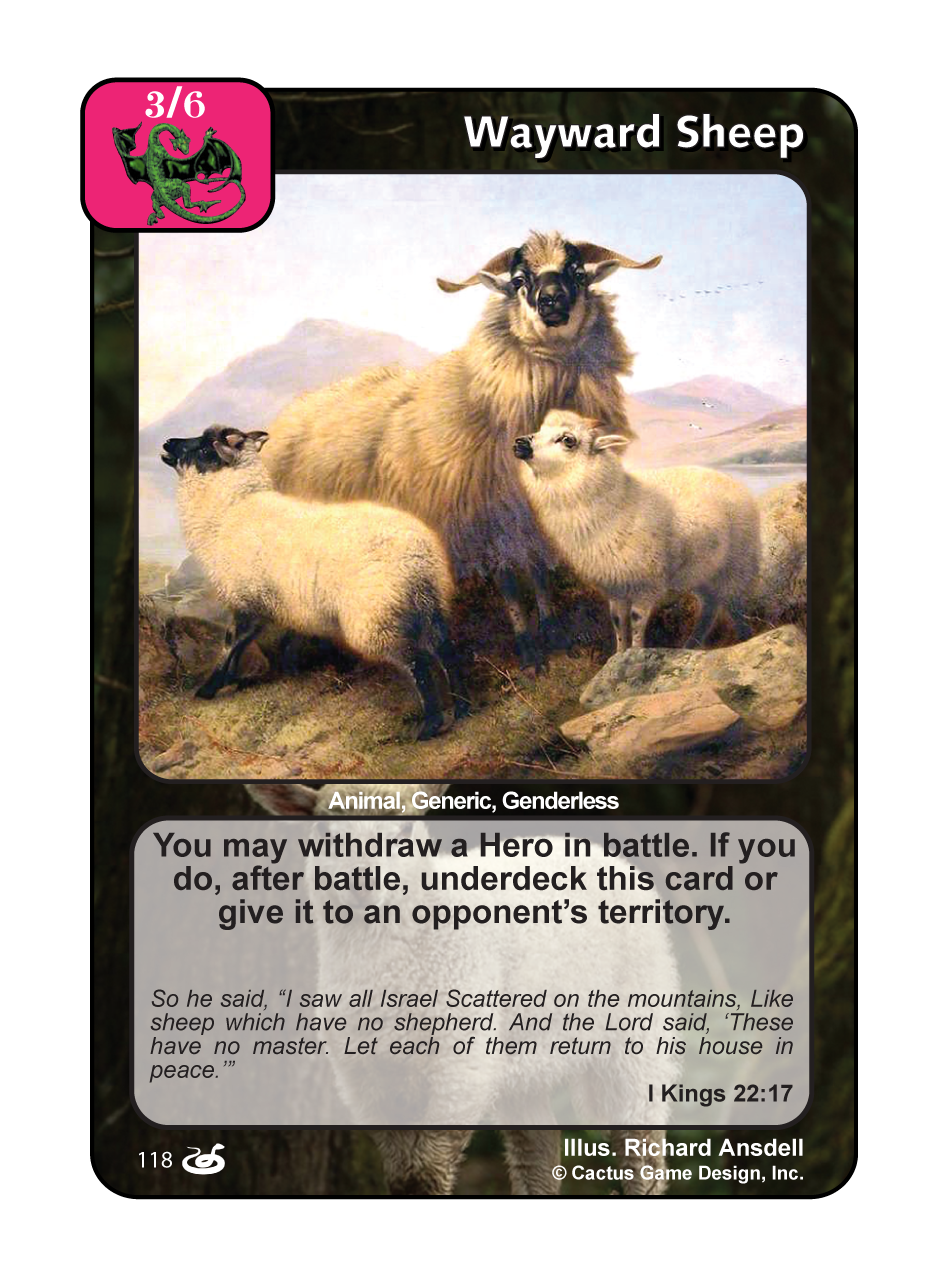 3/6
Wayward Sheep
Animal, Generic, Genderless
You may withdraw a Hero in battle. If you
do, after battle, underdeck this card or
give it to an opponent’s territory.
So he said, “I saw all Israel Scattered on the mountains, Like
sheep which have no shepherd. And the Lord said, ‘These
have no master. Let each of them return to his house in
peace.’”
I Kings 22:17
118
Illus. Richard Ansdell
© Cactus Game Design, Inc.